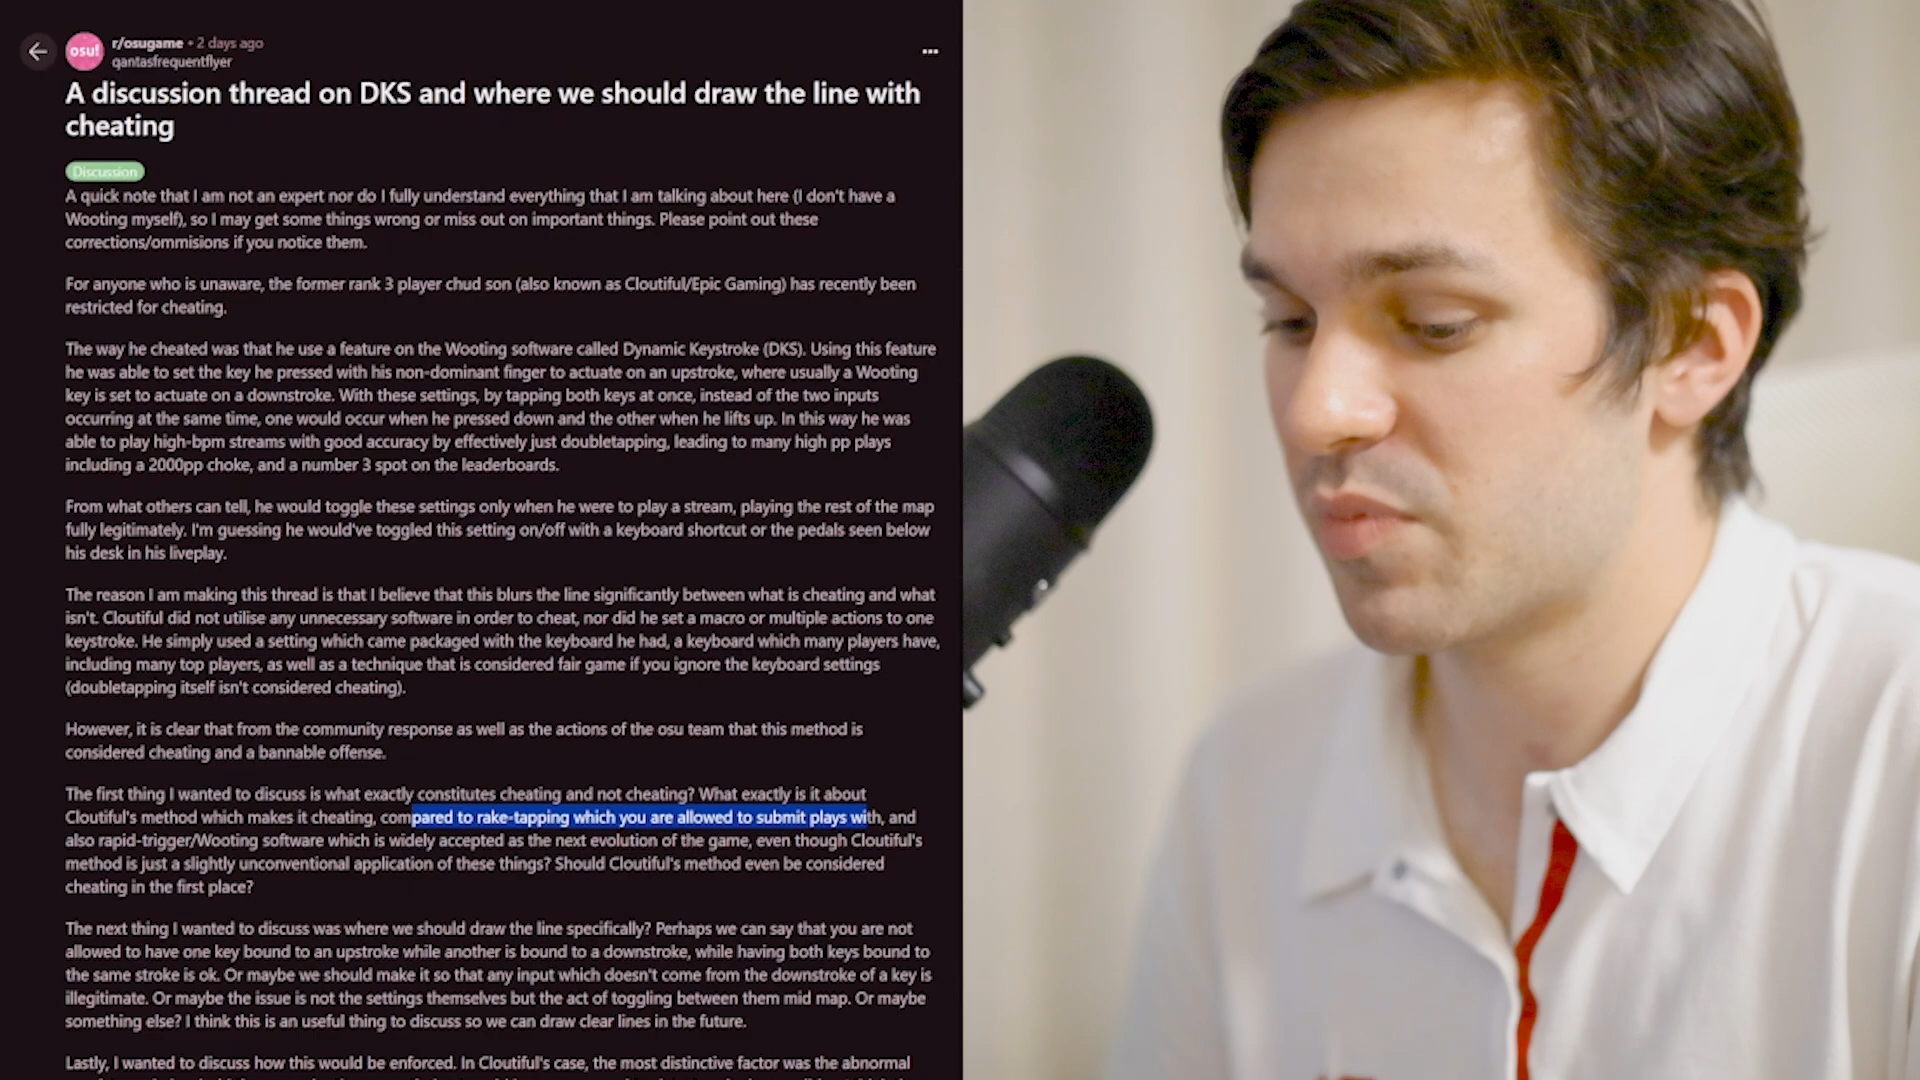 osu!
r/osugame • 2 days ago
qantasfrequentflyer
A discussion thread on DKS and where we should draw the line with
cheating
Discussion
A quick note that I am not an expert nor do I fully understand everything that I am talking about here (I don't have a
Wooting myself), so I may get some things wrong or miss out on important things. Please point out these
corrections/ommisions if you notice them.
For anyone who is unaware, the former rank 3 player chud son (also known as Cloutiful/Epic Gaming) has recently been
restricted for cheating.
The way he cheated was that he use a feature on the Wooting software called Dynamic Keystroke (DKS). Using this feature
he was able to set the key he pressed with his non-dominant finger to actuate on an upstroke, where usually a Wooting
key is set to actuate on a downstroke. With these settings, by tapping both keys at once, instead of the two inputs
occurring at the same time, one would occur when he pressed down and the other when he lifts up. In this way he was
able to play high-bpm streams with good accuracy by effectively just doubletapping, leading to many high pp plays
including a 2000pp choke, and a number 3 spot on the leaderboards.
From what others can tell, he would toggle these settings only when he were to play a stream, playing the rest of the map
fully legitimately. I'm guessing he would've toggled this setting on/off with a keyboard shortcut or the pedals seen below
his desk in his liveplay.
The reason I am making this thread is that I believe that this blurs the line significantly between what is cheating and what
isn't. Cloutiful did not utilise any unnecessary software in order to cheat, nor did he set a macro or multiple actions to one
keystroke. He simply used a setting which came packaged with the keyboard he had, a keyboard which many players have,
including many top players, as well as a technique that is considered fair game if you ignore the keyboard settings
(doubletapping itself isn't considered cheating).
However, it is clear that from the community response as well as the actions of the osu team that this method is
considered cheating and a bannable offense.
The first thing I wanted to discuss is what exactly constitutes cheating and not cheating? What exactly is it about
Cloutiful's method which makes it cheating, compared to rake-tapping which you are allowed to submit plays with, and
also rapid-trigger/Wooting software which is widely accepted as the next evolution of the game, even though Cloutiful's
method is just a slightly unconventional application of these things? Should Cloutiful's method even be considered
cheating in the first place?
The next thing I wanted to discuss was where we should draw the line specifically? Perhaps we can say that you are not
allowed to have one key bound to an upstroke while another is bound to a downstroke, while having both keys bound to
the same stroke is ok. Or maybe we should make it so that any input which doesn't come from the downstroke of a key is
illegitimate. Or maybe the issue is not the settings themselves but the act of toggling between them mid map. Or maybe
something else? I think this is an useful thing to discuss so we can draw clear lines in the future.
Lastly, I wanted to discuss how this would be enforced. In Cloutiful's case, the most distinctive factor was the abnormal